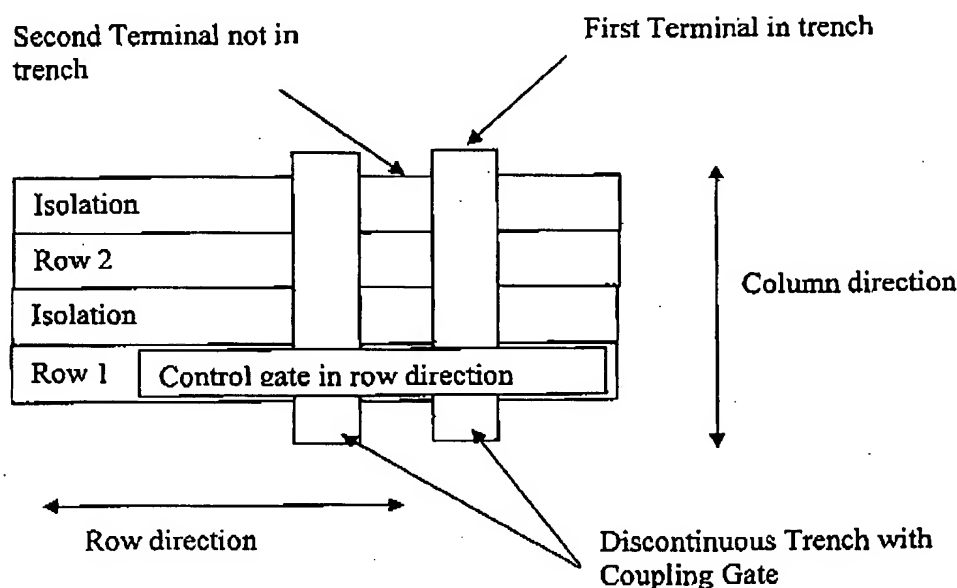 Second Terminal not in
trench
First Terminal in trench
Isolation
Row 2
Isolation
Row 1
Control gate in row direction
Column direction
Row direction
Discontinuous Trench with
Coupling Gate